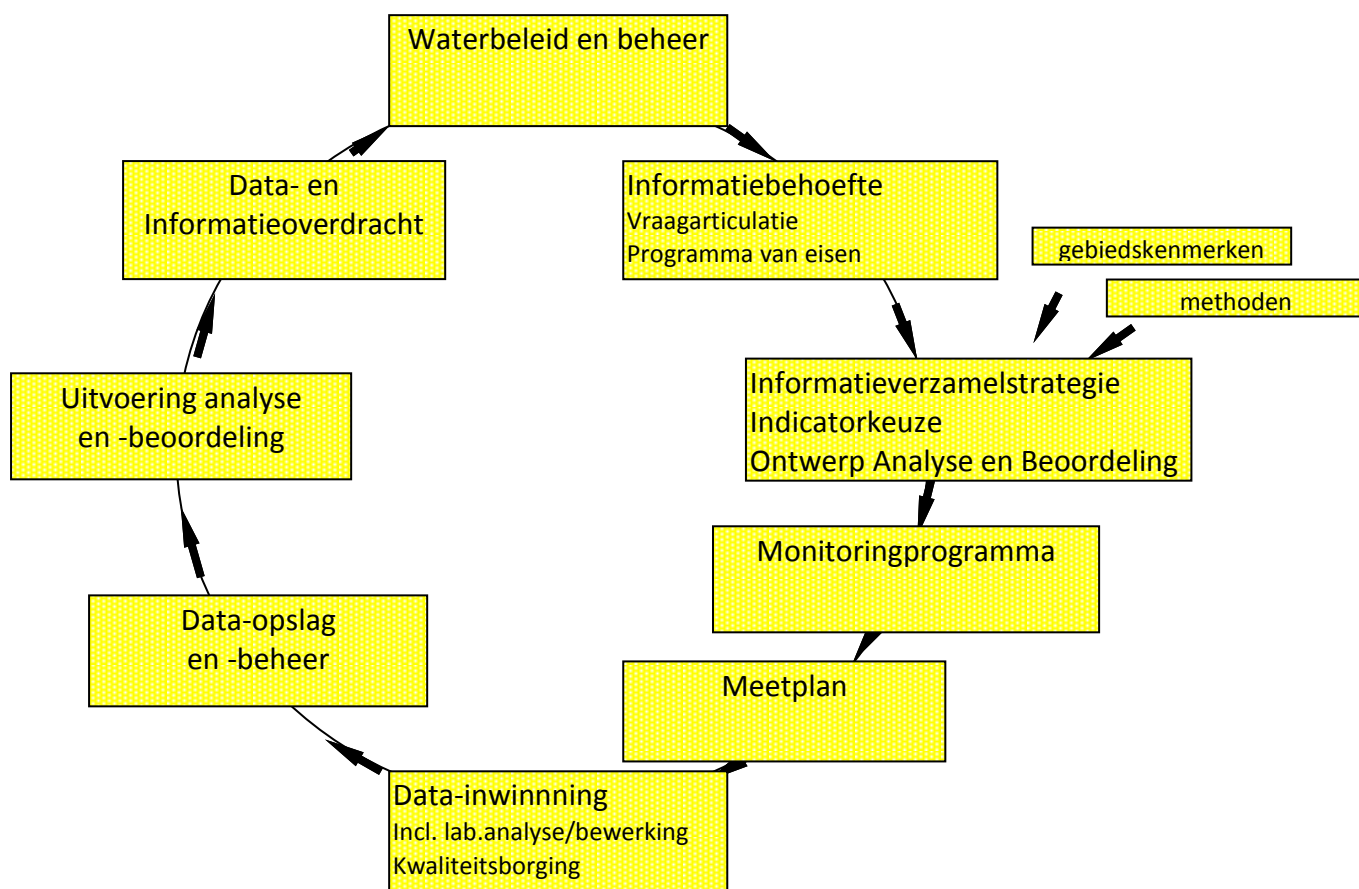 Waterbeleid en beheer
Data- en
Informatieoverdracht
Informatiebehoefte
Vraagarticulatie
Programma van eisen
gebiedskenmerken
methoden
Informatieverzamelstrategie
Indicatorkeuze
Ontwerp Analyse en Beoordeling
Uitvoering analyse
en -beoordeling
Monitoringprogramma
Data-opslag
en -beheer
Meetplan
Data-inwinnning
Incl. lab.analyse/bewerking
Kwaliteitsborging